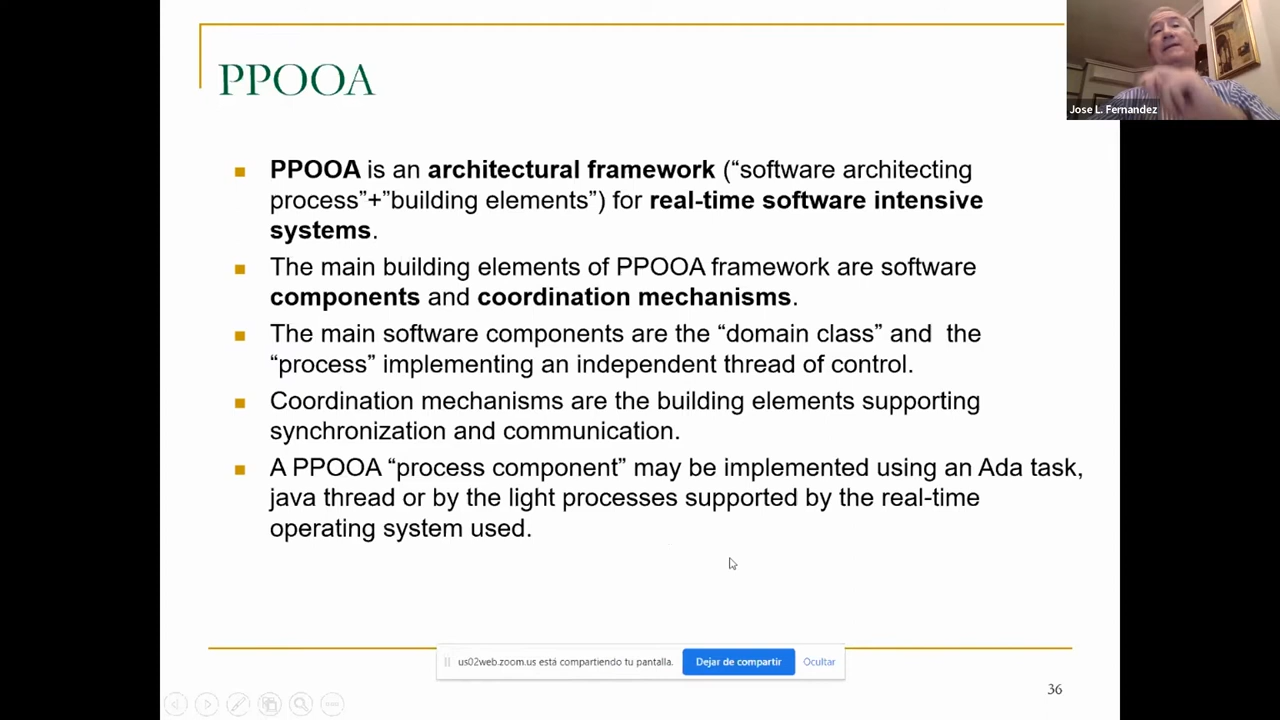 PPOOA
Jose L. Fernandez
PPOOA is an architectural framework (“software architecting
process”+”building elements”) for real-time software intensive
systems.
The main building elements of PPOOA framework are software
components and coordination mechanisms.
The main software components are the “domain class” and the
“process” implementing an independent thread of control.
Coordination mechanisms are the building elements supporting
synchronization and communication.
A PPOOA “process component” may be implemented using an Ada task,
java thread or by the light processes supported by the real-time
operating system used.
us02web.zoom.us está compartiendo tu pantalla. Dejar de compartir Ocultar
36